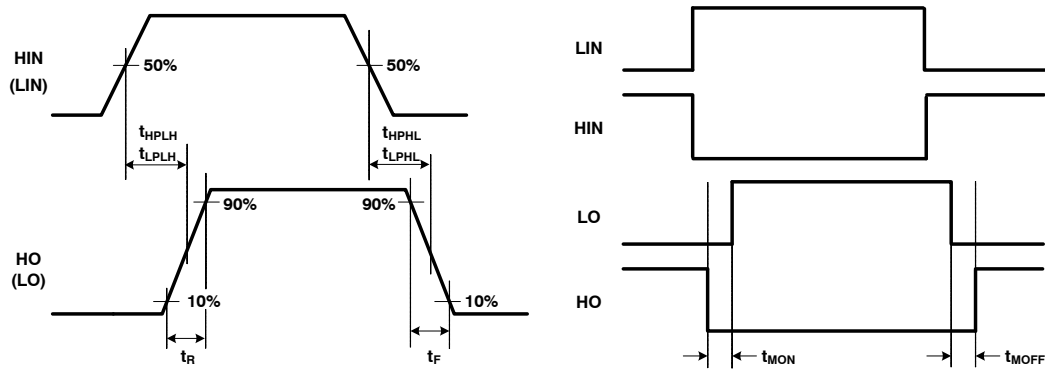 HIN
(LIN)
50%
50%
tHPLH
tLPLH
tHPHL
tLPHL
90%
90%
HO
(LO)
10%
10%
tR
tF
LIN
HIN
LO
HO
tMON
tMOFF